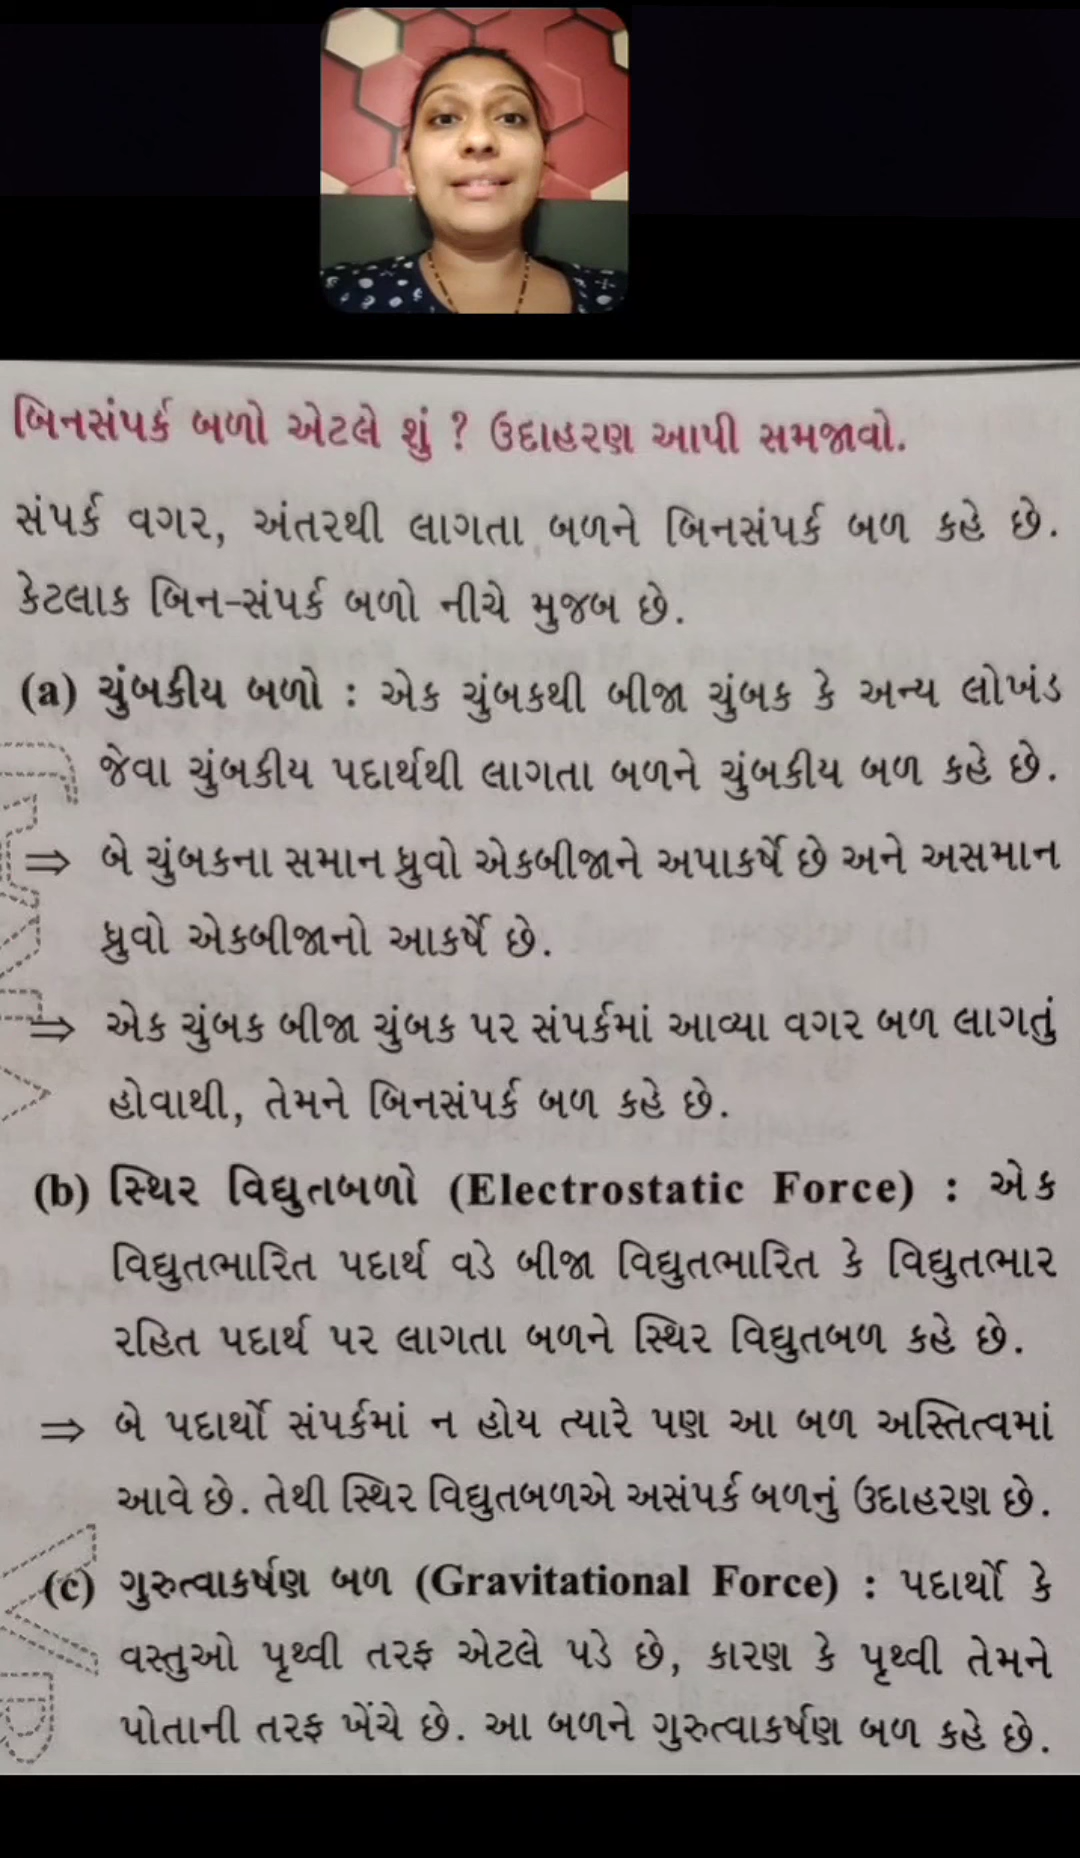 બિનસંપર્ક બળો એટલે શું ? ઉદાહરણ આપી સમજાવો.
સંપર્ક વગર, અંતરથી લાગતા બળને બિનસંપર્ક બળ કહે છે.
કેટલાક બિન-સંપર્ક બળો નીચે મુજબ છે.
(a) ચુંબકીય બળો : એક ચુંબકથી બીજા ચુંબક કે અન્ય લોખંડ
જેવા ચુંબકીય પદાર્થથી લાગતા બળને ચુંબકીય બળ કહે છે.
⇒ બે ચુંબકના સમાન ધ્રુવો એકબીજાને અપાકર્ષે છે અને અસમાન
ધ્રુવો એકબીજાનો આકર્ષે છે.
⇒ એક ચુંબક બીજા ચુંબક પર સંપર્કમાં આવ્યા વગર બળ લાગતું
હોવાથી, તેમને બિનસંપર્ક બળ કહે છે.
(b) સ્થિર વિદ્યુતબળો (Electrostatic Force) : એક
વિદ્યુતભારિત પદાર્થ વડે બીજા વિદ્યુતભારિત કે વિદ્યુતભાર
રહિત પદાર્થ પર લાગતા બળને સ્થિર વિદ્યુતબળ કહે છે.
⇒ બે પદાર્થો સંપર્કમાં ન હોય ત્યારે પણ આ બળ અસ્તિત્વમાં
આવે છે. તેથી સ્થિર વિદ્યુતબળએ અસંપર્ક બળનું ઉદાહરણ છે.
(c) ગુરુત્વાકર્ષણ બળ (Gravitational Force) : પદાર્થો કે
વસ્તુઓ પૃથ્વી તરફ એટલે પડે છે, કારણ કે પૃથ્વી તેમને
પોતાની તરફ ખેંચે છે. આ બળને ગુરુત્વાકર્ષણ બળ કહે છે.